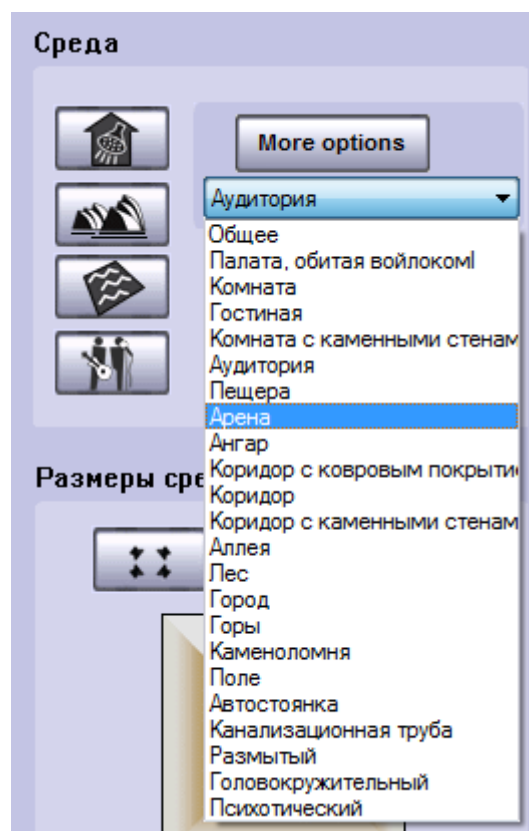 Среда
More options
Аудитория
Общее
Палата, обитая войлокомl
Комната
Гостиная
Комната с каменными стенам
Аудитория
Пещера
Арена
Ангар
Коридор с ковровым покрыти
Коридор
Коридор с каменными стенам
Аллея
Лес
Город
Горы
Каменоломня
Поле
Автостоянка
Канализационная труба
Размытый
Головокружительный
Психотический
Размеры сре